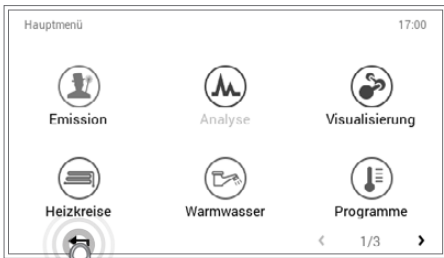 Hauptmenü 17:00
Emission Analyse Visualisierung
Heizkreise Warmwasser Programme
< 1/3 >